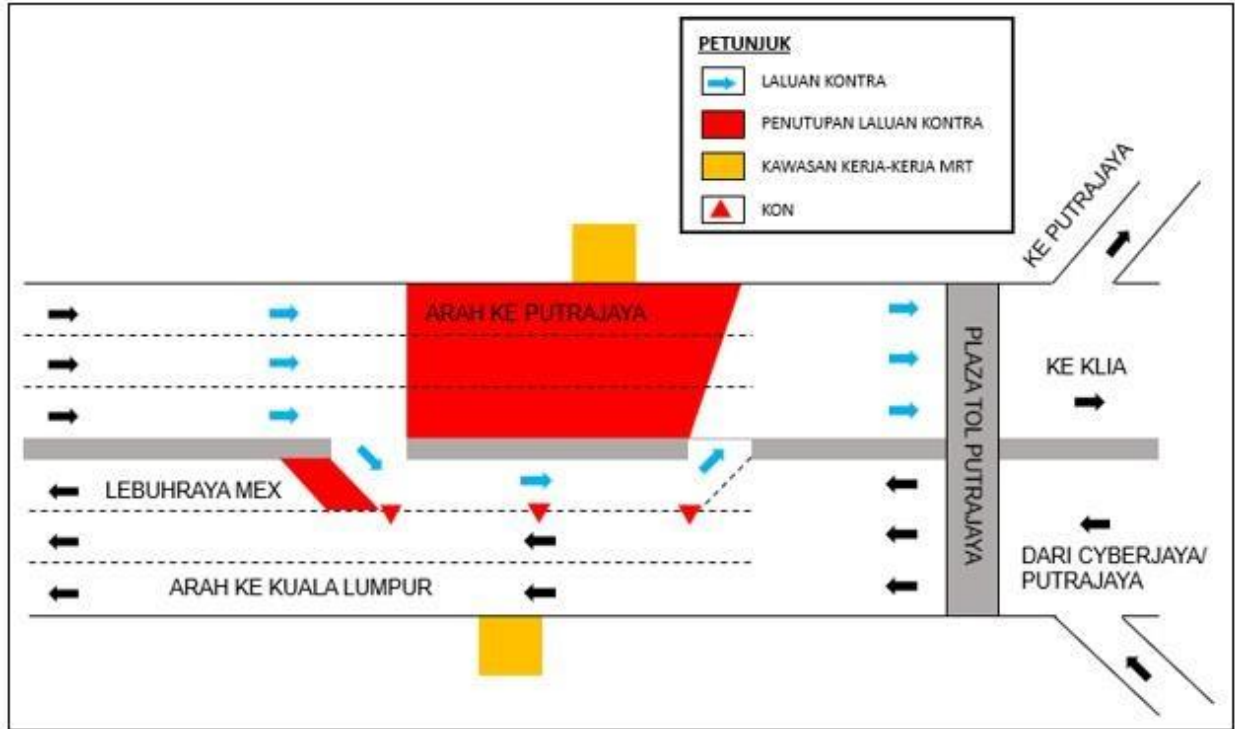 PETUNJUK
LALUAN KONTRA
PENUTUPAN LALUAN KONTRA
KAWASAN KERJA-KERJA MRT
KON
KE PUTRAJAYA
ARAH KE PUTRAJAYA
PLAZA TOL PUTRAJAYA
KE KLIA
LEBUHRAYA MEX
ARAH KE KUALA LUMPUR
DARI CYBERJAYA/
PUTRAJAYA